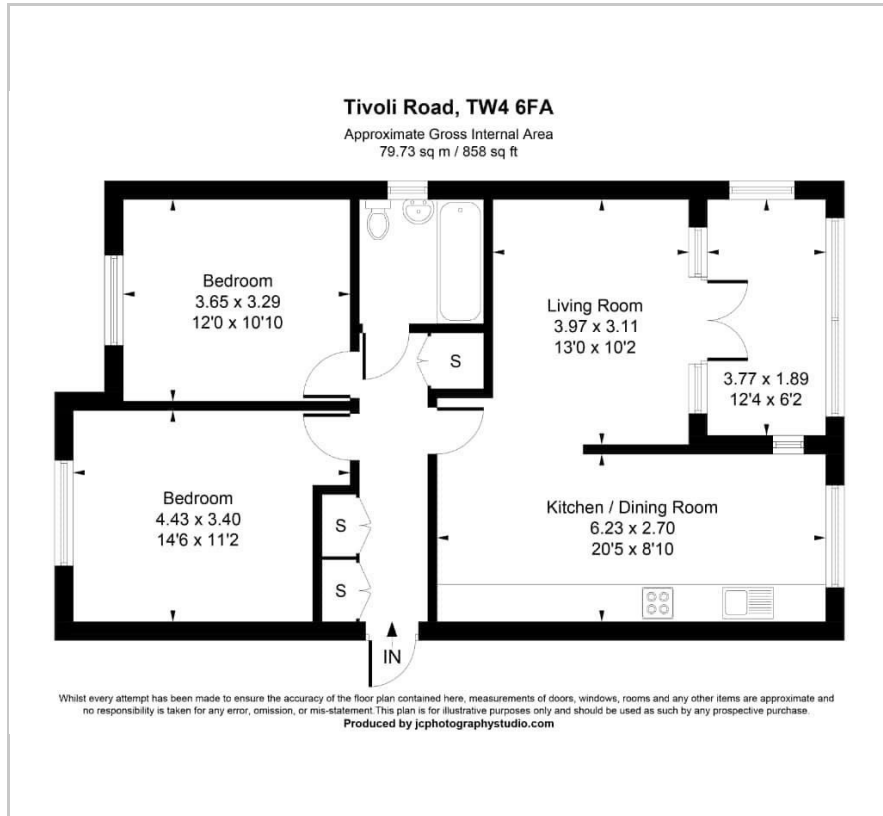 Tivoli Road, TW4 6FA
Approximate Gross Internal Area
79.73 sq m / 858 sq ft
Bedroom
3.65 x 3.29
12'0 x 10'10
Living Room
3.97 x 3.11
13'0 x 10'2
S
3.77 x 1.89
12'4 x 6'2
Bedroom
4.43 x 3.40
14'6 x 11'2
S
S
Kitchen / Dining Room
6.23 x 2.70
20'5 x 8'10
IN
Whilst every attempt has been made to ensure the accuracy of the floor plan contained here, measurements of doors, windows, rooms and any other items are approximate and
no responsibility is taken for any error, omission, or mis-statement.This plan is for illustrative purposes only and should be used as such by any prospective purchase.
Produced by jcphotographystudio.com